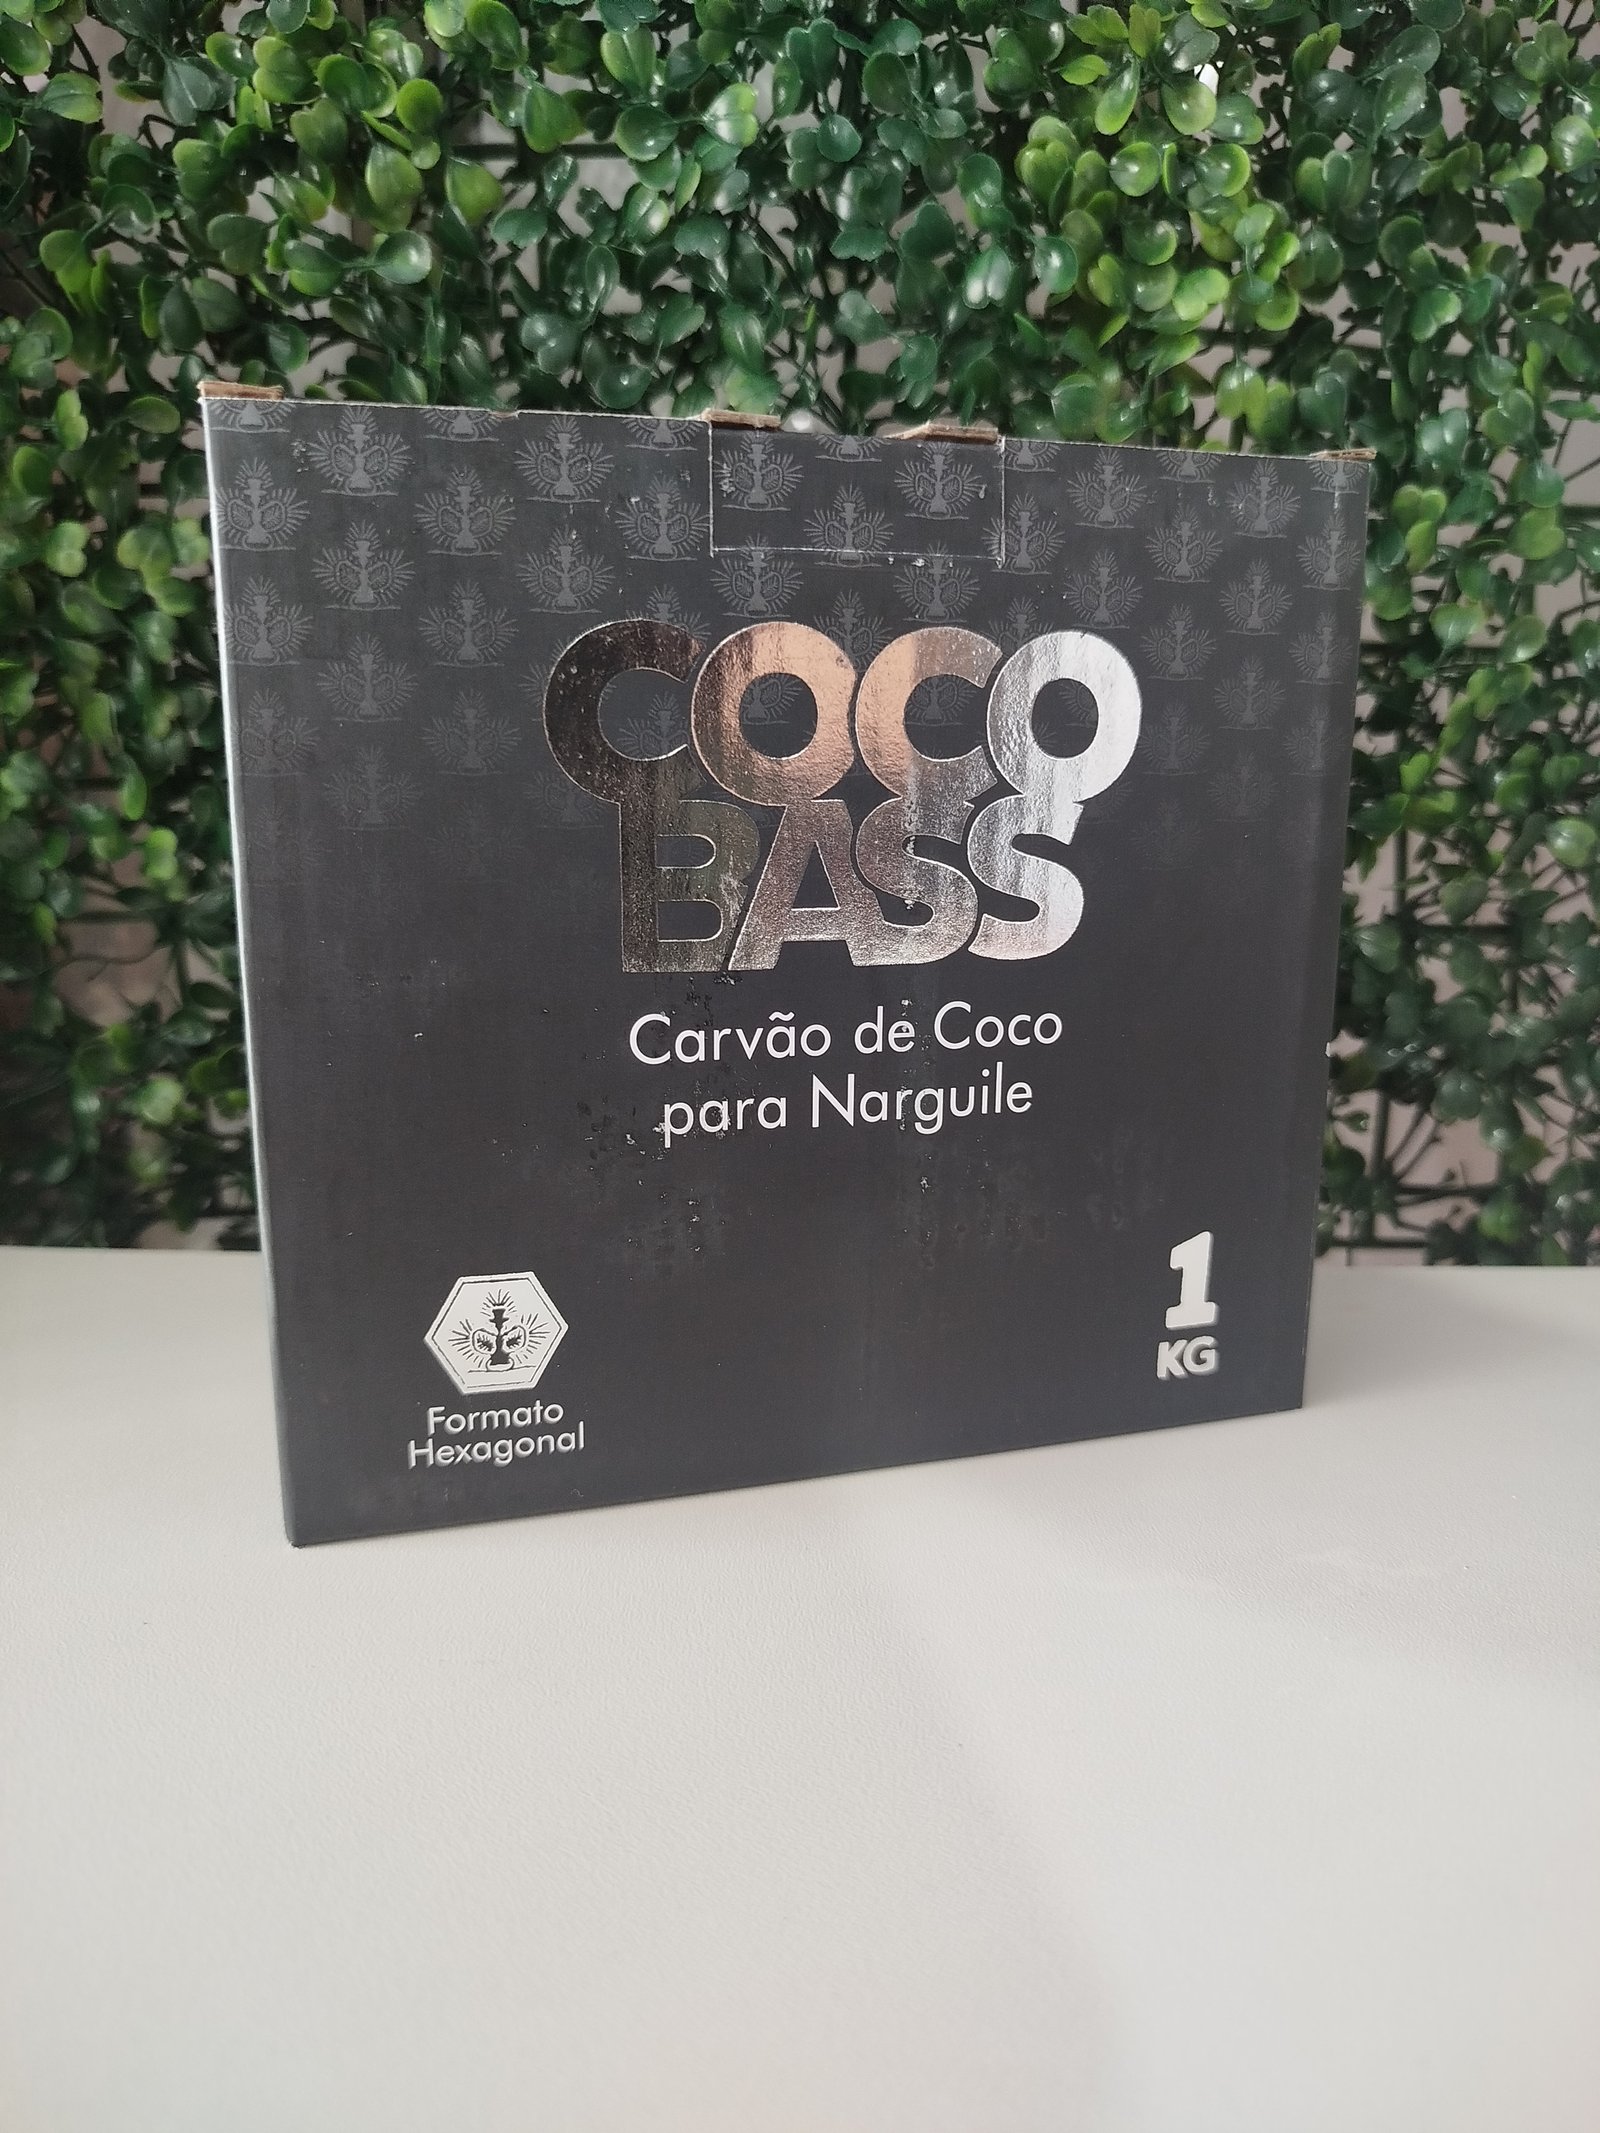 COCO
BASS
Carvão de Coco
para Narguile
1
KG
Formato
Hexagonal